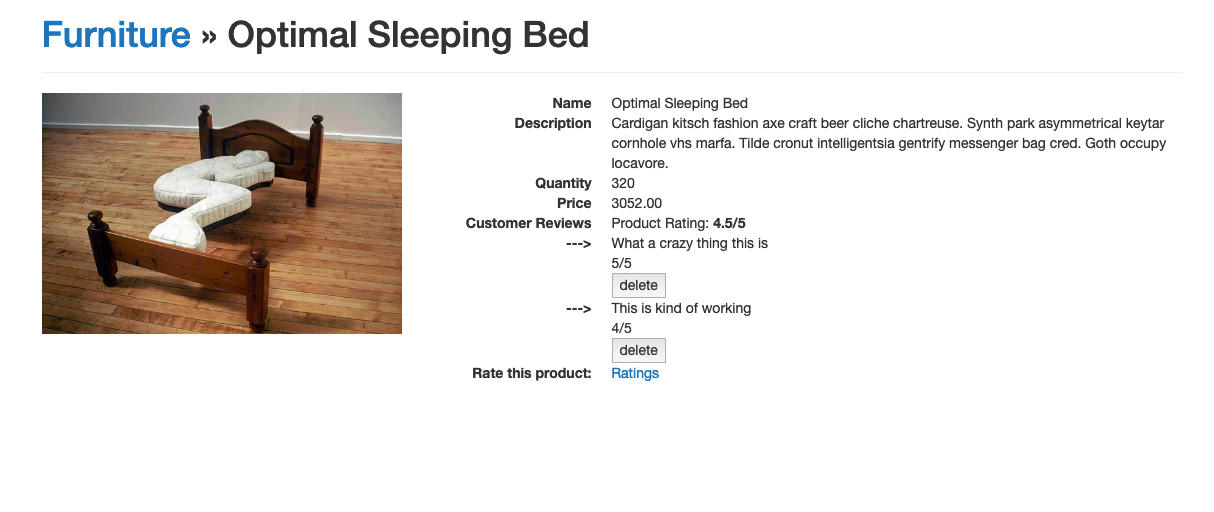 Furniture » Optimal Sleeping Bed
Name Optimal Sleeping Bed
Description Cardigan kitsch fashion axe craft beer cliche chartreuse. Synth park asymmetrical keytar
cornhole vhs marfa. Tilde cronut intelligentsia gentrify messenger bag cred. Goth occupy
locavore.
Quantity 320
Price 3052.00
Customer Reviews Product Rating: 4.5/5
---> What a crazy thing this is
5/5
delete
---> This is kind of working
4/5
delete
Rate this product: Ratings